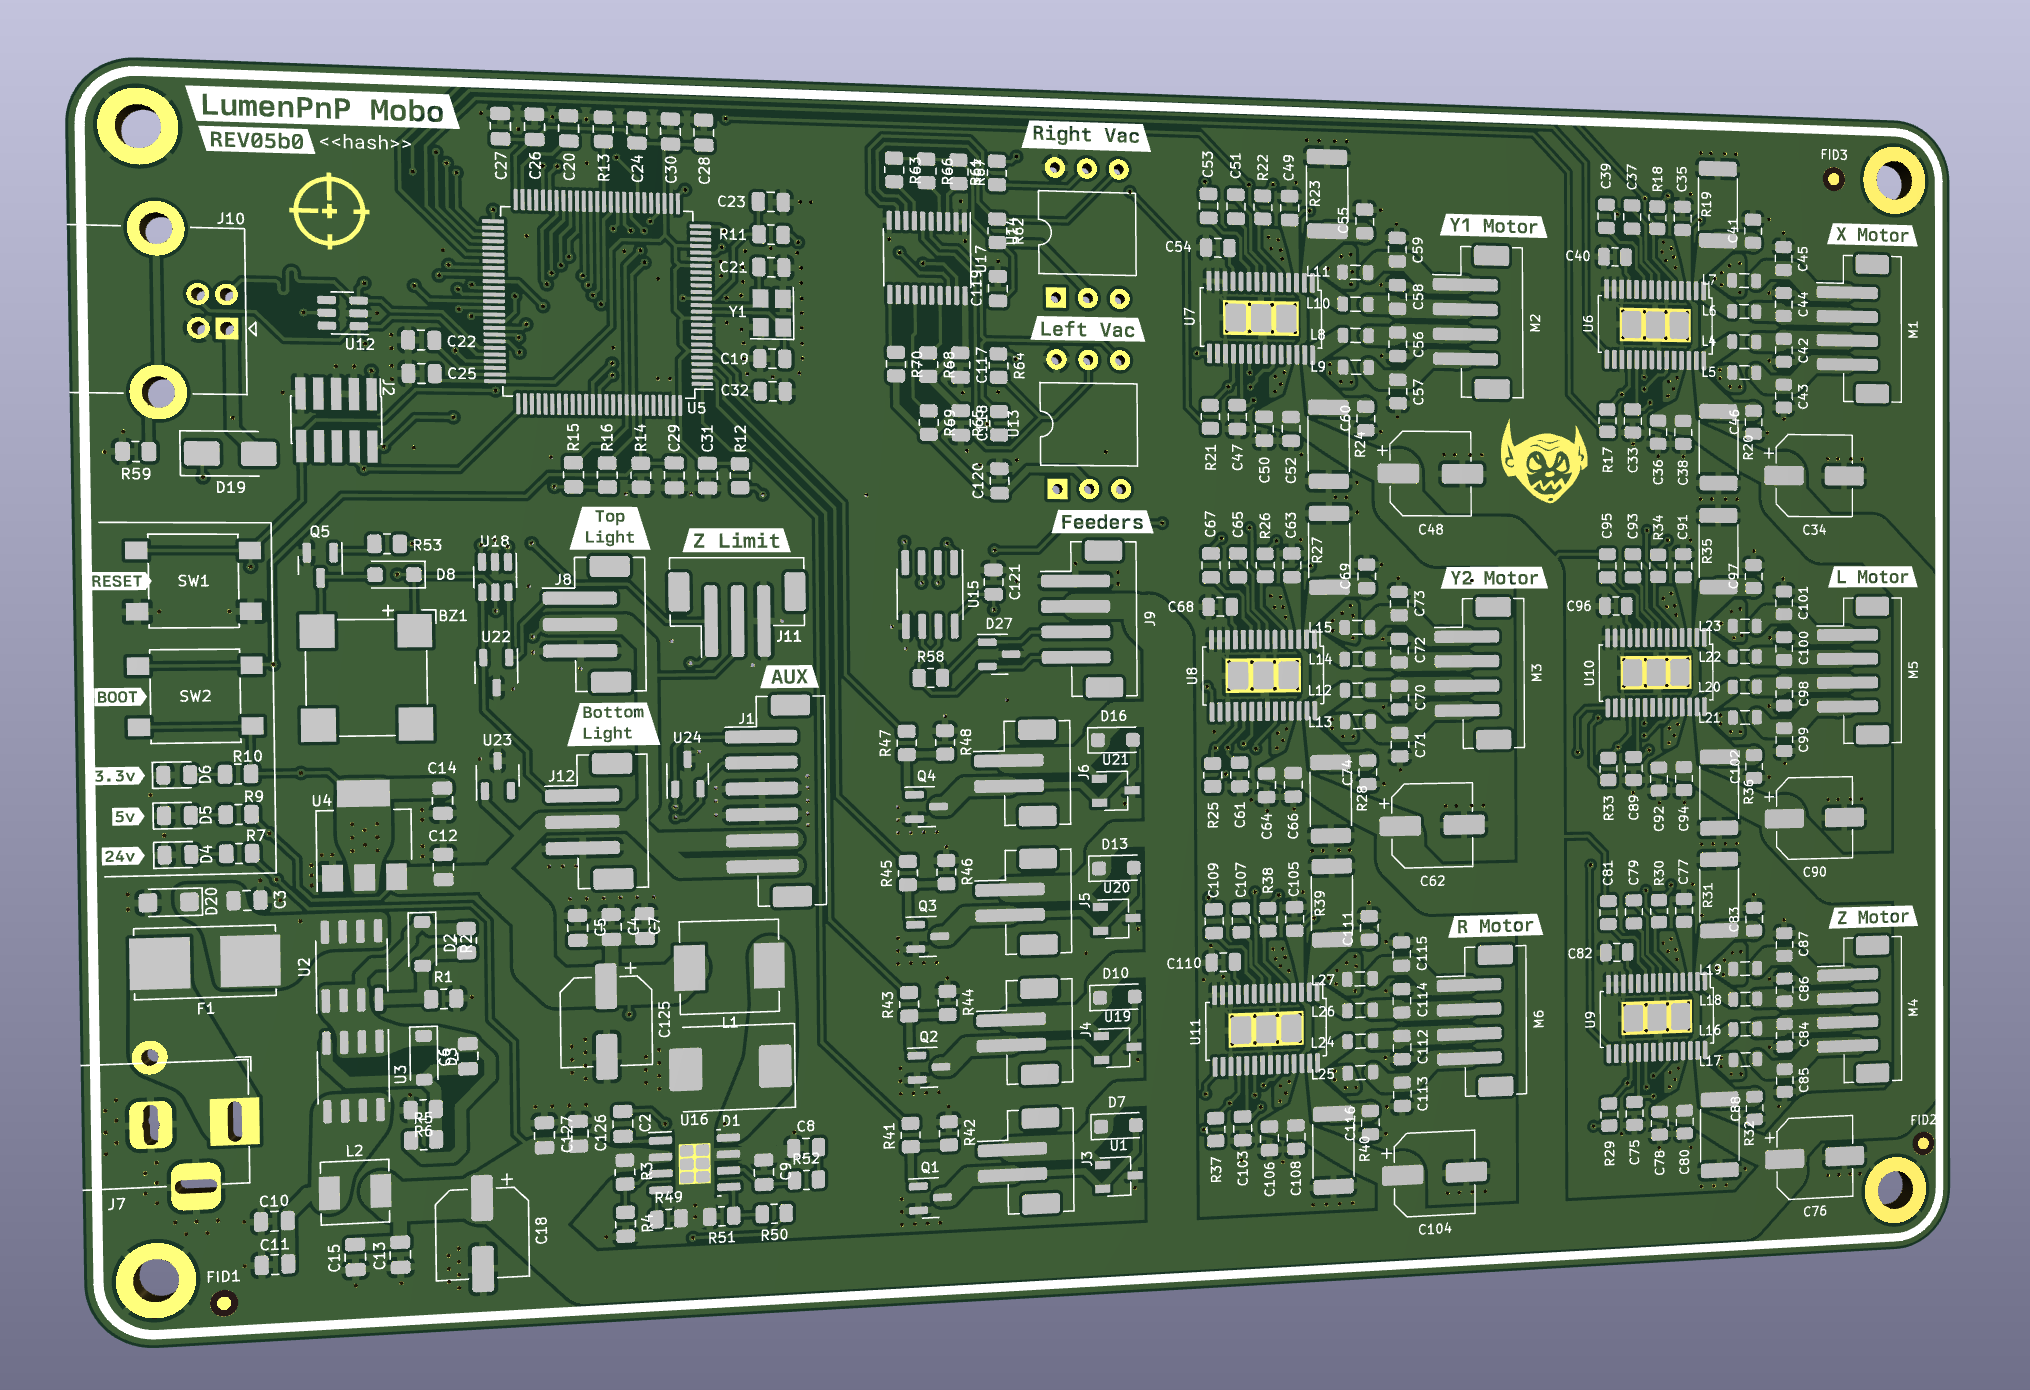 LumenPnP Mobo
REV05b0 <<hash>>
C27 C26 C20 R13 C24 C30 C28
C23
R11
C21
Y1
C19
C32
U5
J10
U12
C22
C25
J2
R59
D19
R15 R16 R14 C29 C31 R12
Right Vac
R63 R66 R62
U17
C119
Left Vac
R70 R68 C117 R64
R69 C118 U13
C120
Feeders
U15 C121
D27
R58
J9
C53 C51 R22 C49 R23 C55
C54
C59
L11
L10
C58
U7
L8
C56
L9
C57
Y1 Motor
M2
R21 C47 C50 C52 C60 R24
C48
C39 C37 R18 C35 R19 C41
C40
C45
L7
C44
L6
U6
L4
C42
L5
C43
FID3
X Motor
M1
R17 C33 C36 C38 C46 R20
C34
RESET
SW1
BOOT
SW2
Q5
R53
D8
BZ1
U18
U22
U23
Top
Light
J8
Z Limit
J11
AUX
J1
Bottom
Light
J12
U24
3.3v
D6
R10
5v
D5
R9
24v
D4
R7
U4
C14
C12
D20
C3
F1
U2
D2
R2
R1
U3
D3
R5
R6
C5 C4 C7
C125
L1
J7
L2
C10
C11
C15
C13
C18
FID1
C127 C126 C2
U16
D1
C8
R3
C9
R52
R49
R4
R51
R50
R47 R48
Q4
J6
D16
U21
R45 R46
Q3
J5
D13
U20
R43 R44
Q2
J4
D10
U19
R41 R42
Q1
J3
D7
U1
C67 C65 R26 C63 R27 C69
C68
C73
L15
C72
L14
U8
L12
C70
L13
C71
Y2 Motor
M3
R25 C61 C64 C66 C74 R28
C62
C95 C93 R34 C91 R35 C97
C96
C101
L23
C100
L22
U10
L20
C98
L21
C99
L Motor
M5
R33 C89 C92 C94 C102 R36
C90
C109 C107 R38 C105 R39 C111
C110
C115
L27
C114
L26
U11
L24
C112
L25
C113
R Motor
M6
R37 C103 C106 C108 C116 R40
C104
C81 C79 R30 C77 R31 C83
C82
C87
L19
C86
L18
U9
L16
C84
L17
C85
Z Motor
M4
R29 C75 C78 C80 C88 R32
C76
FID2